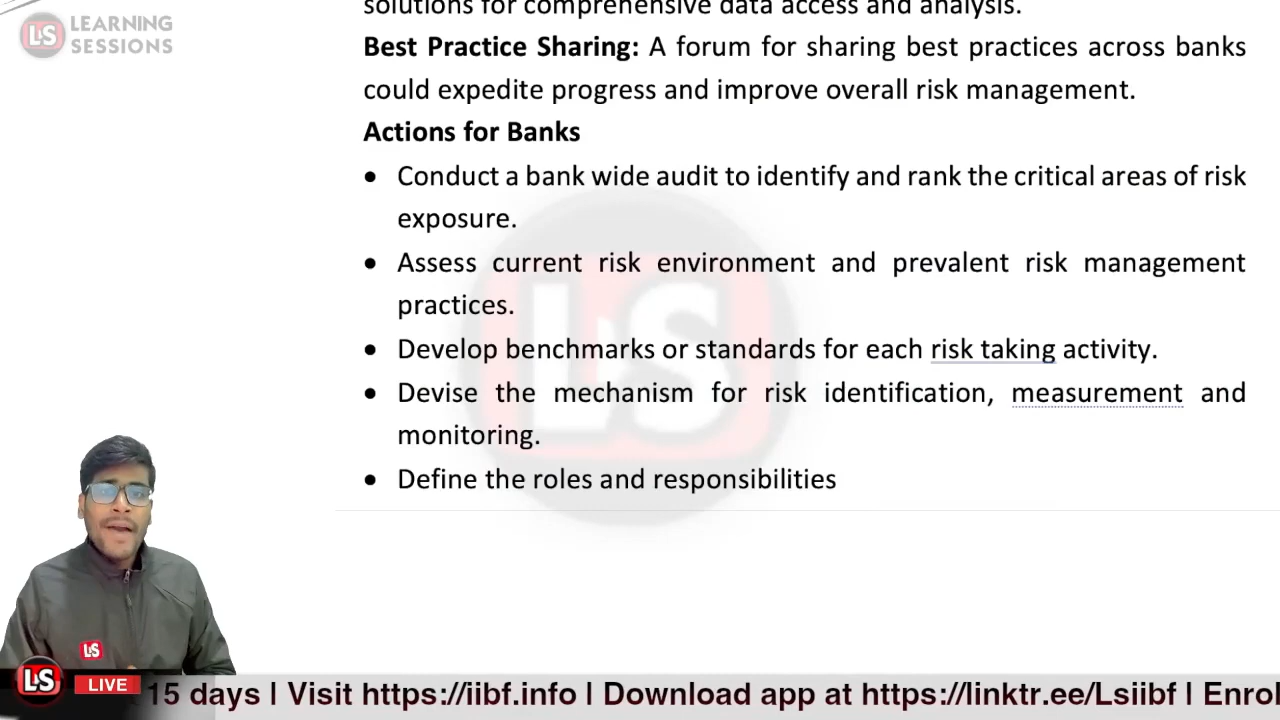 LS LEARNING
SESSIONS
solutions for comprehensive data access and analysis.
Best Practice Sharing: A forum for sharing best practices across banks
could expedite progress and improve overall risk management.
Actions for Banks
• Conduct a bank wide audit to identify and rank the critical areas of risk
exposure.
• Assess current risk environment and prevalent risk management
practices.
• Develop benchmarks or standards for each risk taking activity.
• Devise the mechanism for risk identification, measurement and
monitoring.
• Define the roles and responsibilities
LS
LS
LS LIVE 15 days | Visit https://iibf.info | Download app at https://linktr.ee/Lsiibf | Enrol